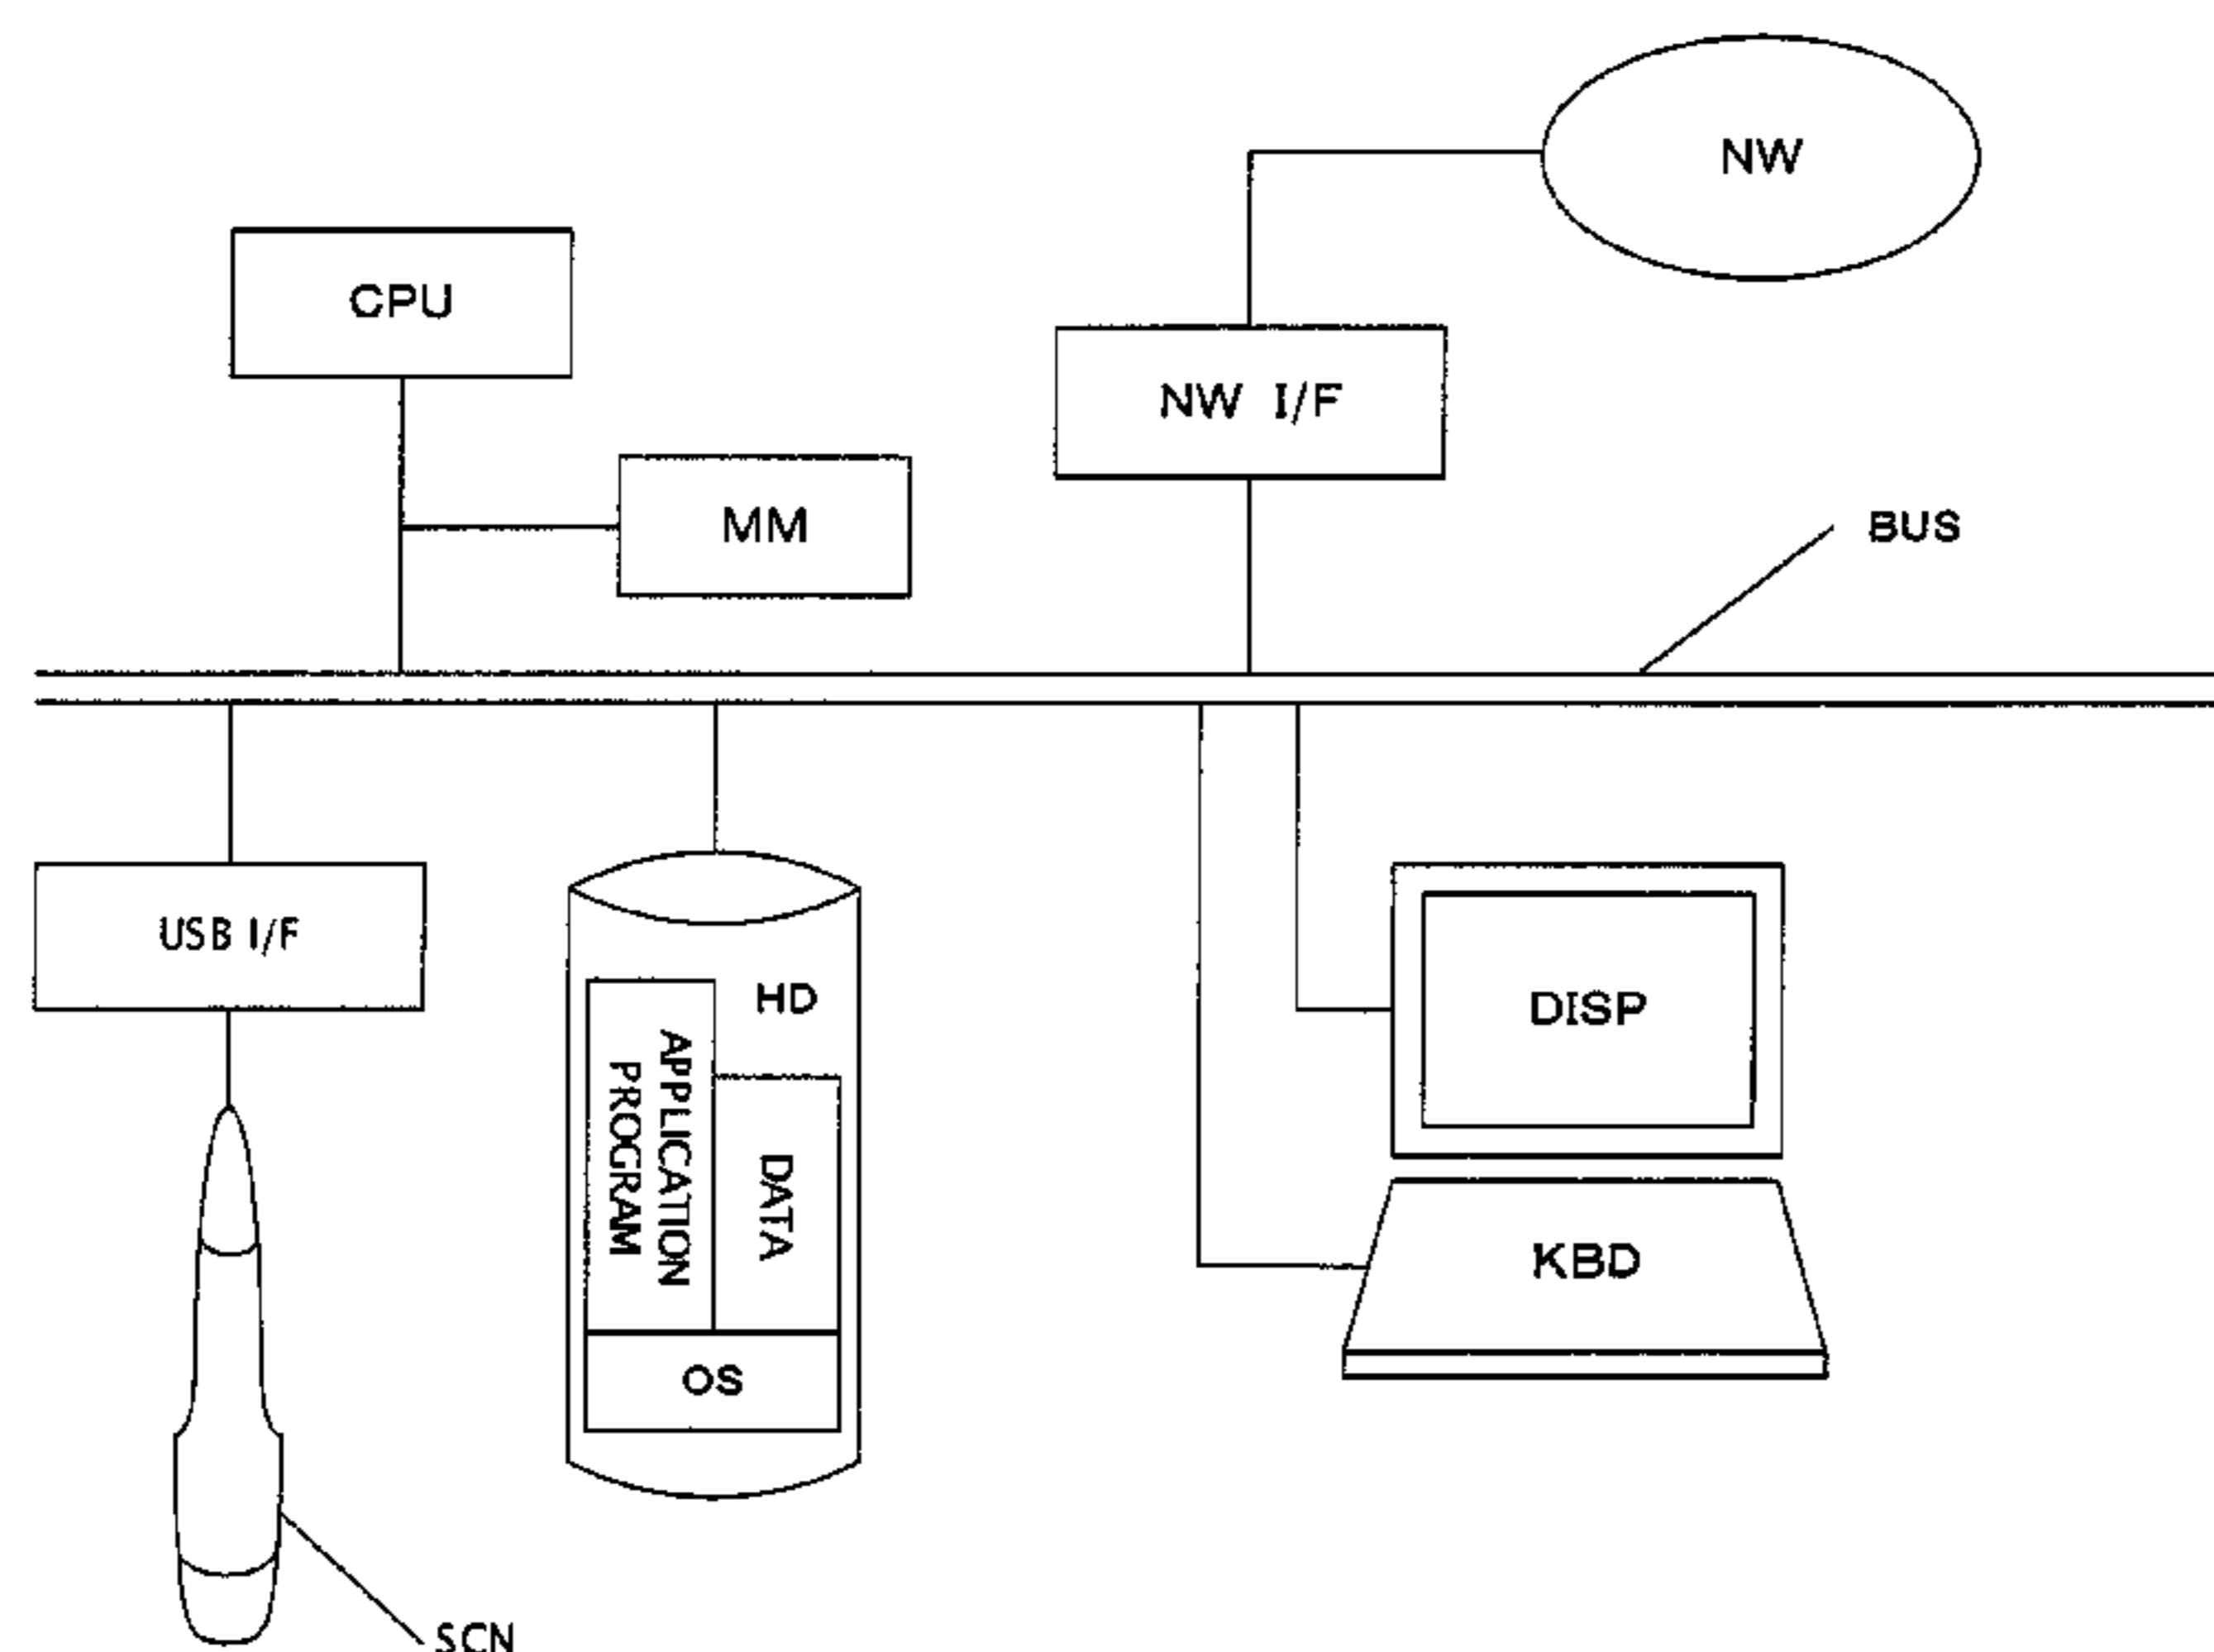 NW
CPU
NW I/F
MM
BUS
USB I/F
HD
APPLICATION
PROGRAM
DATA
DISP
KBD
OS
SCN